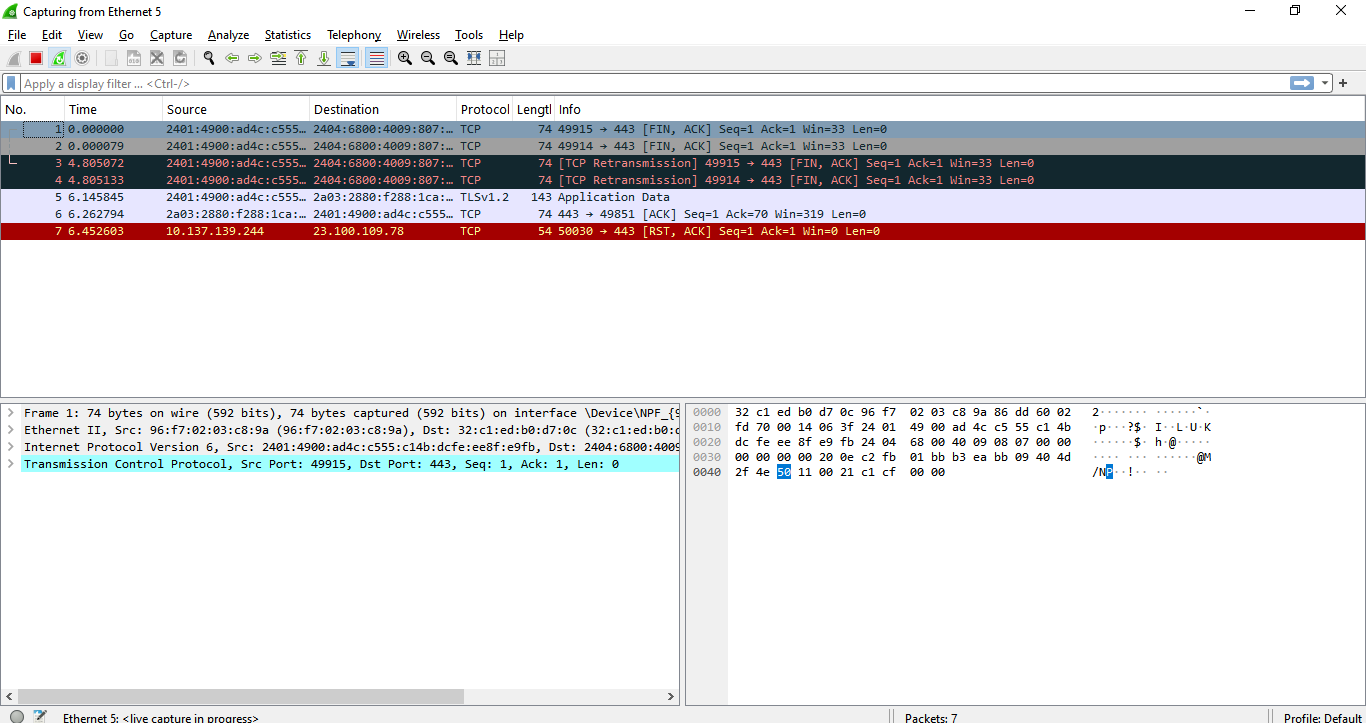 Capturing from Ethernet 5
File Edit View Go Capture Analyze Statistics Telephony Wireless Tools Help
Apply a display filter ... <Ctrl-/>
No. Time Source Destination Protocol Lengtl Info
1 0.000000 2401:4900:ad4c:c555… 2404:6800:4009:807:… TCP 74 49915 → 443 [FIN, ACK] Seq=1 Ack=1 Win=33 Len=0
2 0.000079 2401:4900:ad4c:c555… 2404:6800:4009:807:… TCP 74 49914 → 443 [FIN, ACK] Seq=1 Ack=1 Win=33 Len=0
3 4.805072 2401:4900:ad4c:c555… 2404:6800:4009:807:… TCP 74 [TCP Retransmission] 49915 → 443 [FIN, ACK] Seq=1 Ack=1 Win=33 Len=0
4 4.805133 2401:4900:ad4c:c555… 2404:6800:4009:807:… TCP 74 [TCP Retransmission] 49914 → 443 [FIN, ACK] Seq=1 Ack=1 Win=33 Len=0
5 6.145845 2401:4900:ad4c:c555… 2a03:2880:f288:1ca:… TLSv1.2 143 Application Data
6 6.262794 2a03:2880:f288:1ca:… 2401:4900:ad4c:c555… TCP 74 443 → 49851 [ACK] Seq=1 Ack=70 Win=319 Len=0
7 6.452603 10.137.139.244 23.100.109.78 TCP 54 50030 → 443 [RST, ACK] Seq=1 Ack=1 Win=0 Len=0
Frame 1: 74 bytes on wire (592 bits), 74 bytes captured (592 bits) on interface \Device\NPF_{9
Ethernet II, Src: 96:f7:02:03:c8:9a (96:f7:02:03:c8:9a), Dst: 32:c1:ed:b0:d7:0c (32:c1:ed:b0:d
Internet Protocol Version 6, Src: 2401:4900:ad4c:c555:c14b:dcfe:ee8f:e9fb, Dst: 2404:6800:4009
Transmission Control Protocol, Src Port: 49915, Dst Port: 443, Seq: 1, Ack: 1, Len: 0
0000 32 c1 ed b0 d7 0c 96 f7 02 03 c8 9a 86 dd 60 02 2······· ······`·
0010 fd 70 00 14 06 3f 24 01 49 00 ad 4c c5 55 c1 4b ·p···?$· I··L·U·K
0020 dc fe ee 8f e9 fb 24 04 68 00 40 09 08 07 00 00 ······$· h·@·····
0030 00 00 00 00 20 0e c2 fb 01 bb b3 ea bb 09 40 4d ···· ··· ······@M
0040 2f 4e 50 11 00 21 c1 cf 00 00 /NP··!·· ··
Ethernet 5: <live capture in progress> Packets: 7 Profile: Default